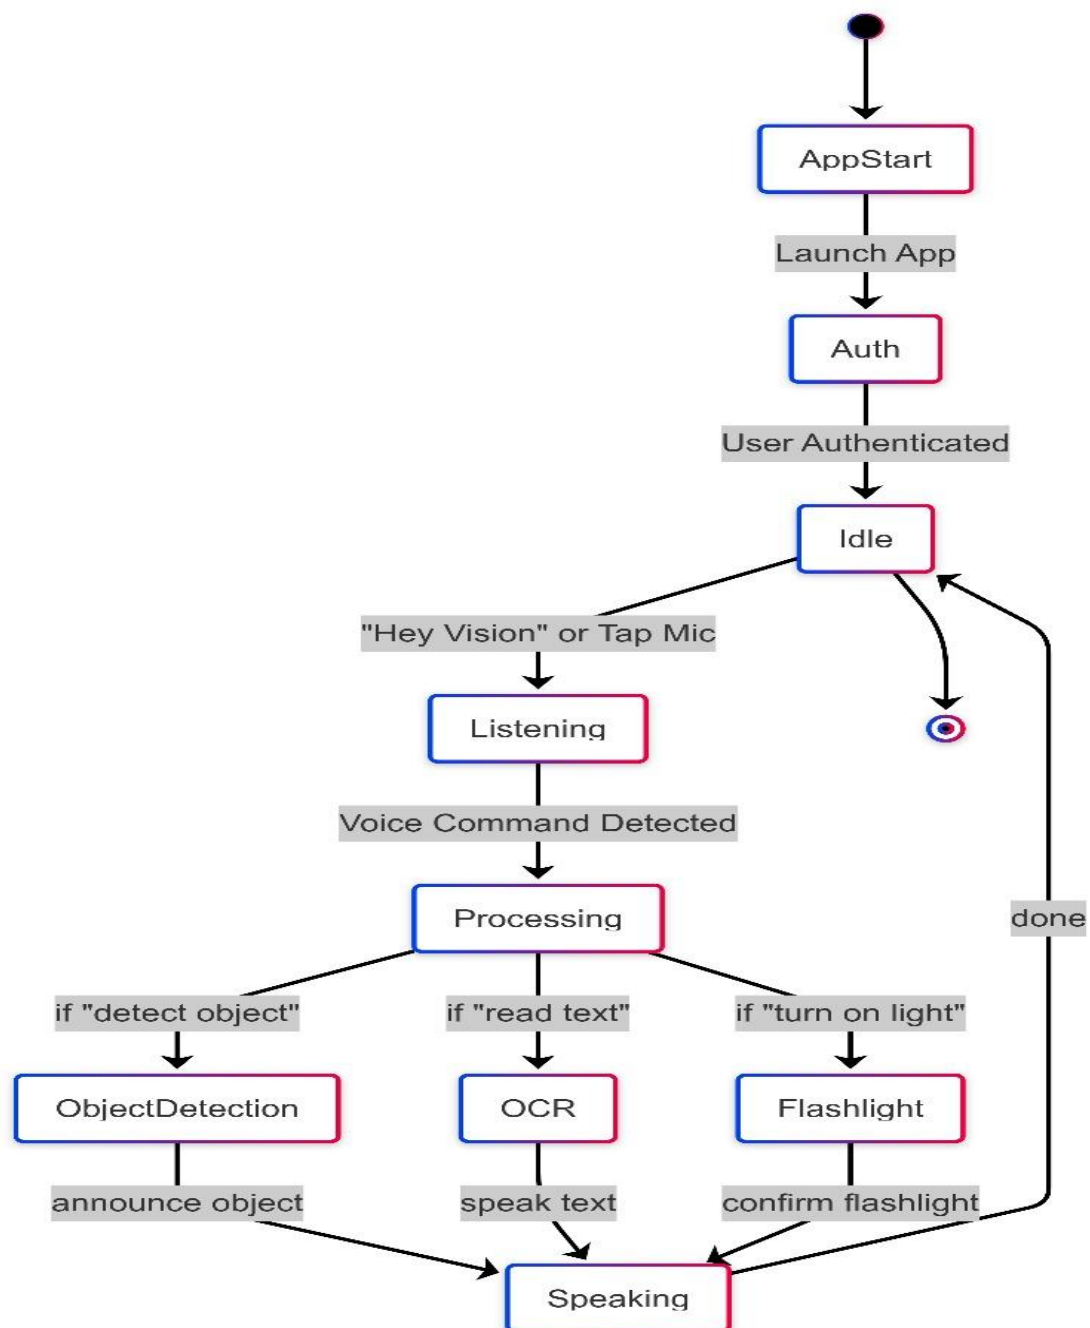 AppStart
Launch App
Auth
User Authenticated
Idle
"Hey Vision" or Tap Mic
Listening
Voice Command Detected
Processing
done
if "detect object"
if "read text"
if "turn on light"
ObjectDetection
OCR
Flashlight
announce object
speak text
confirm flashlight
Speaking